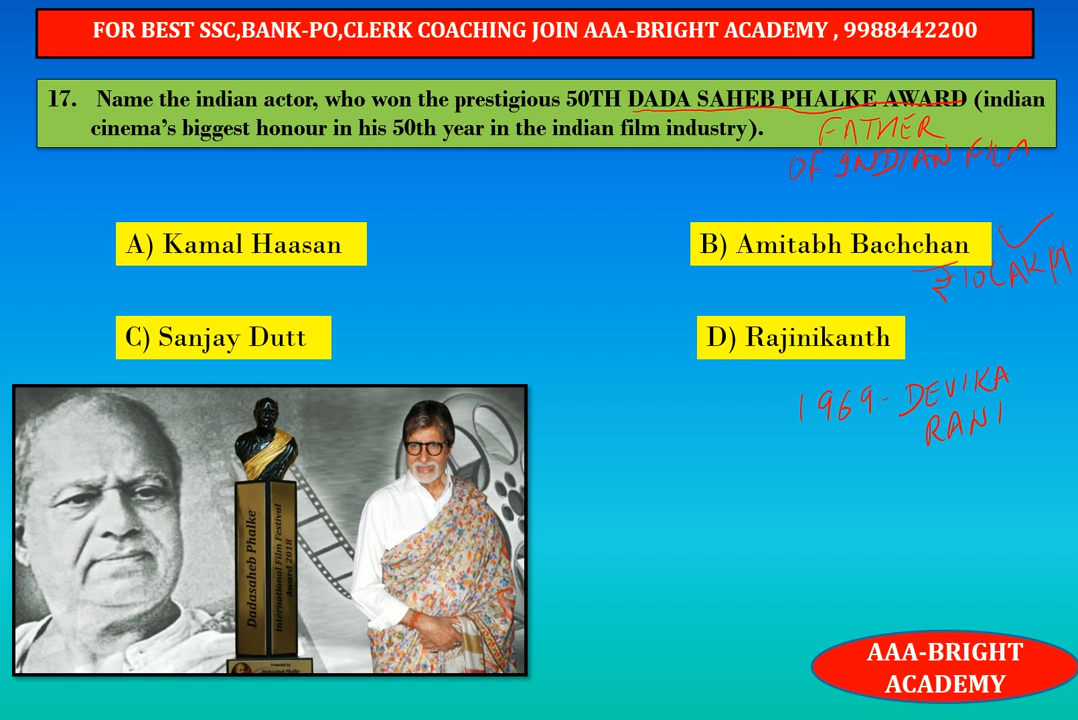 FOR BEST SSC,BANK-PO,CLERK COACHING JOIN AAA-BRIGHT ACADEMY , 9988442200
17. Name the indian actor, who won the prestigious 50TH DADA SAHEB PHALKE AWARD (indian
cinema's biggest honour in his 50th year in the indian film industry).
FATHER
OF INDIAN FILM
A) Kamal Haasan
B) Amitabh Bachchan
₹10LAKH
C) Sanjay Dutt
D) Rajinikanth
1969-DEVIKA
RANI
Dadasaheb Phalke
International Film Festival
Award 2018
Presented by
AAA-BRIGHT
ACADEMY